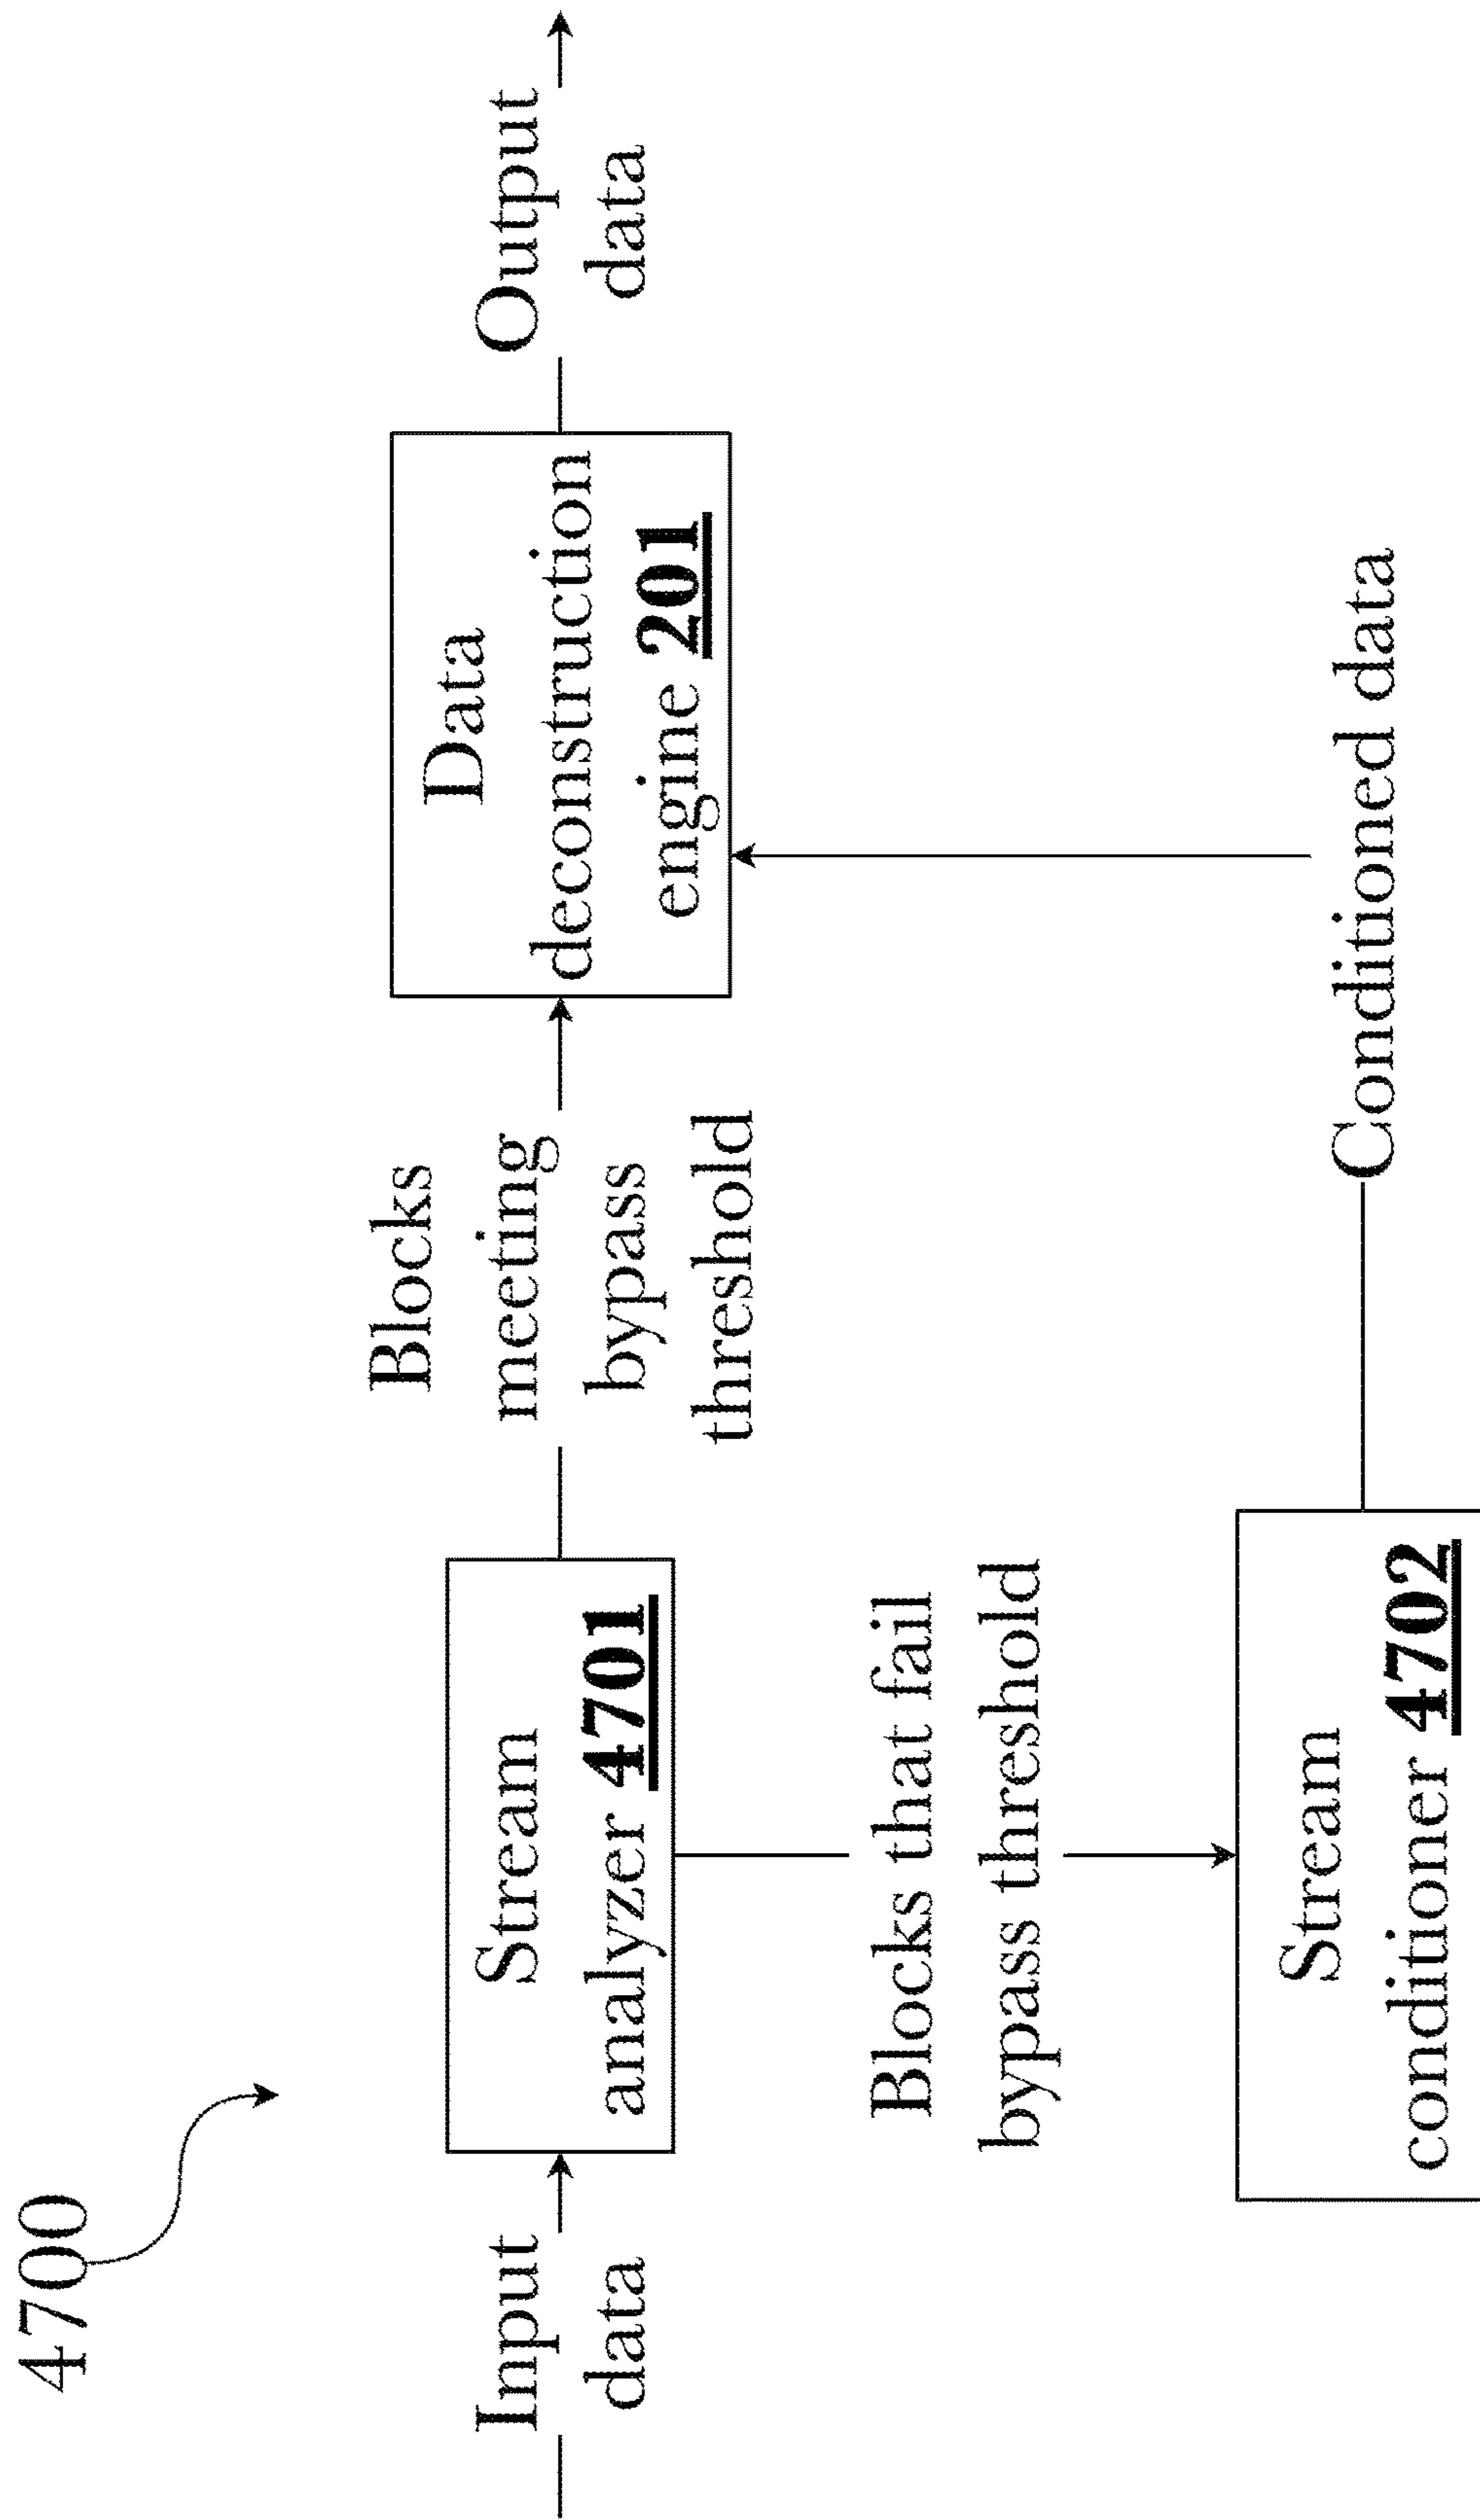 4700
Input
data
Stream
analyzer 4701
Blocks
meeting
bypass
threshold
Data
deconstruction
engine 201
Output
data
Blocks that fail
bypass threshold
Stream
conditioner 4702
Conditioned data